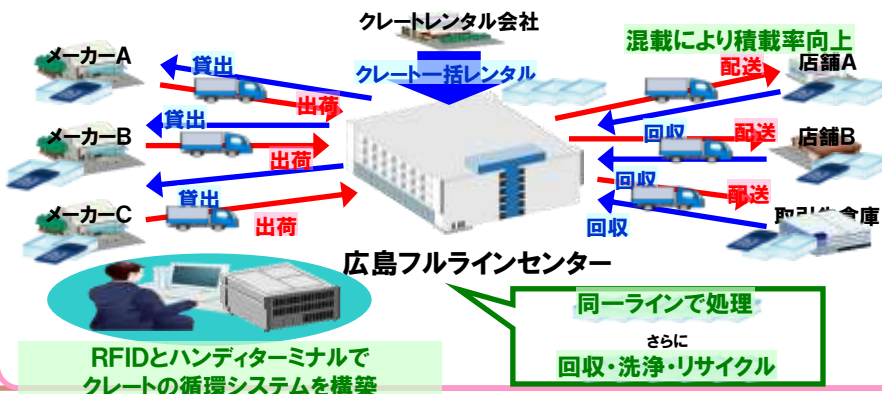 クレートレンタル会社
クレート一括レンタル
混載により積載率向上
メーカーA
貸出
出荷
メーカーB
貸出
出荷
メーカーC
貸出
出荷
配送
店舗A
回収
配送
店舗B
回収
配送
回収
取引先倉庫
広島フルラインセンター
RFIDとハンディターミナルで
クレートの循環システムを構築
同一ラインで処理
さらに
回収・洗浄・リサイクル